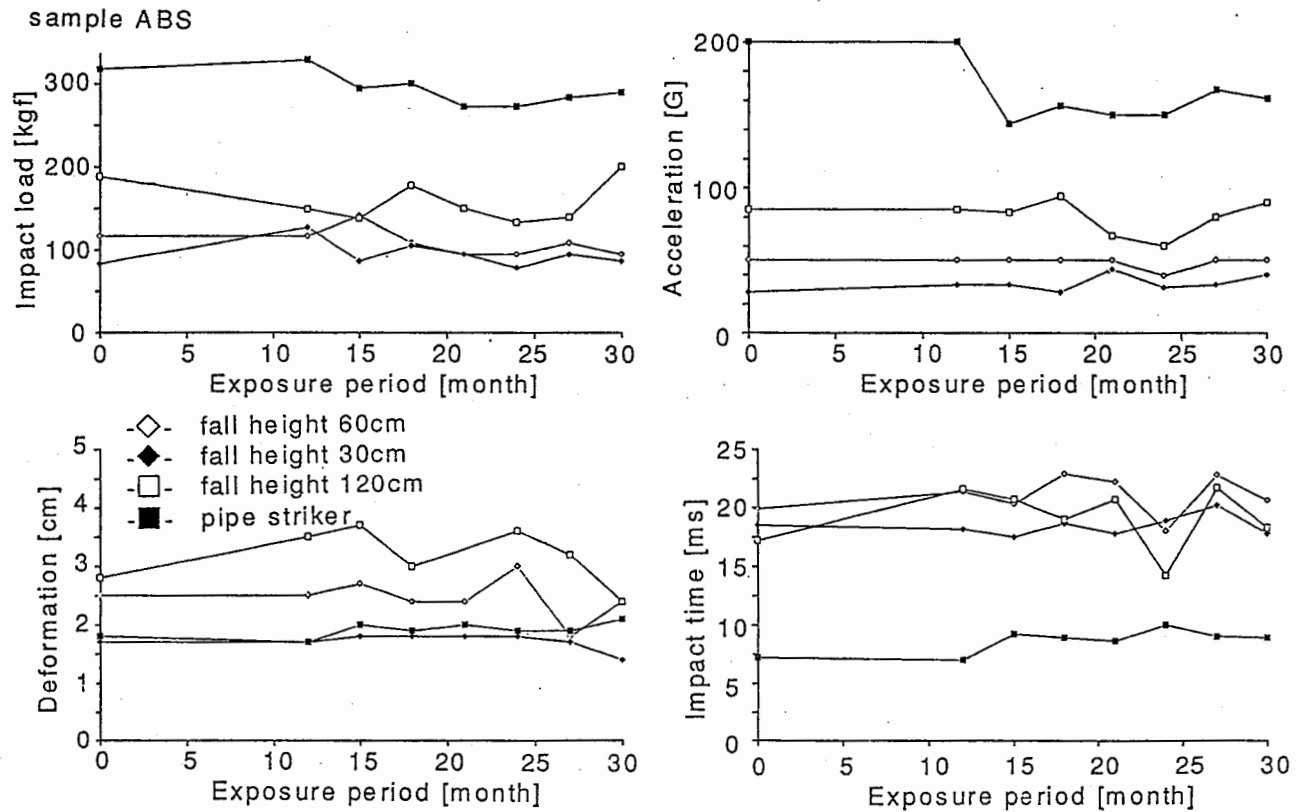 sample ABS
Impact load [kgf]
300
200
100
0
0 5 10 15 20 25 30
Exposure period [month]
Acceleration [G]
200
100
0
0 5 10 15 20 25 30
Exposure period [month]
-◇- fall height 60cm
-◆- fall height 30cm
-□- fall height 120cm
-■- pipe striker
Deformation [cm]
5
4
3
2
1
0
0 5 10 15 20 25 30
Exposure period [month]
Impact time [ms]
25
20
15
10
5
0
0 5 10 15 20 25 30
Exposure period [month]